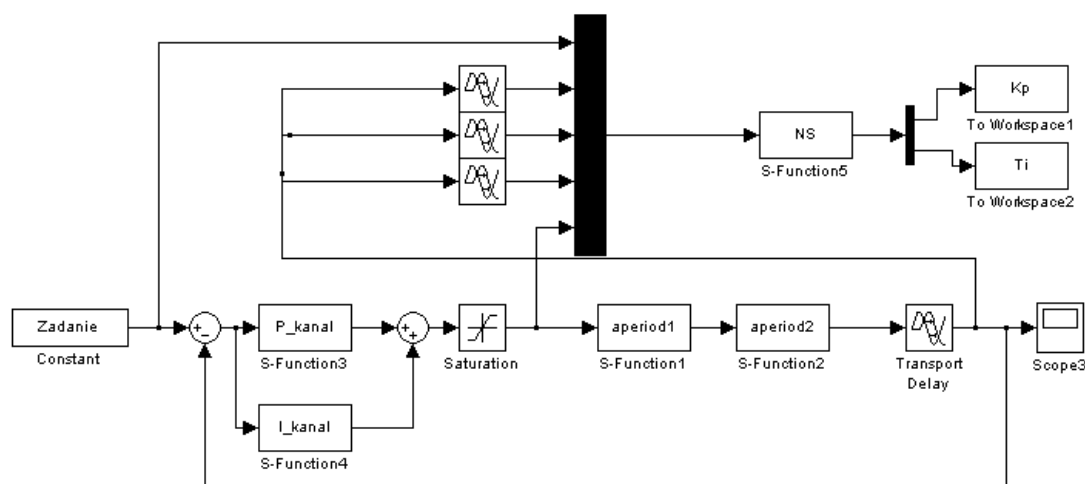 Kp
To Workspace1
NS
S-Function5
Ti
To Workspace2
Zadanie
Constant
P_kanal
S-Function3
Saturation
aperiod1
S-Function1
aperiod2
S-Function2
Transport
Delay
Scope3
I_kanal
S-Function4